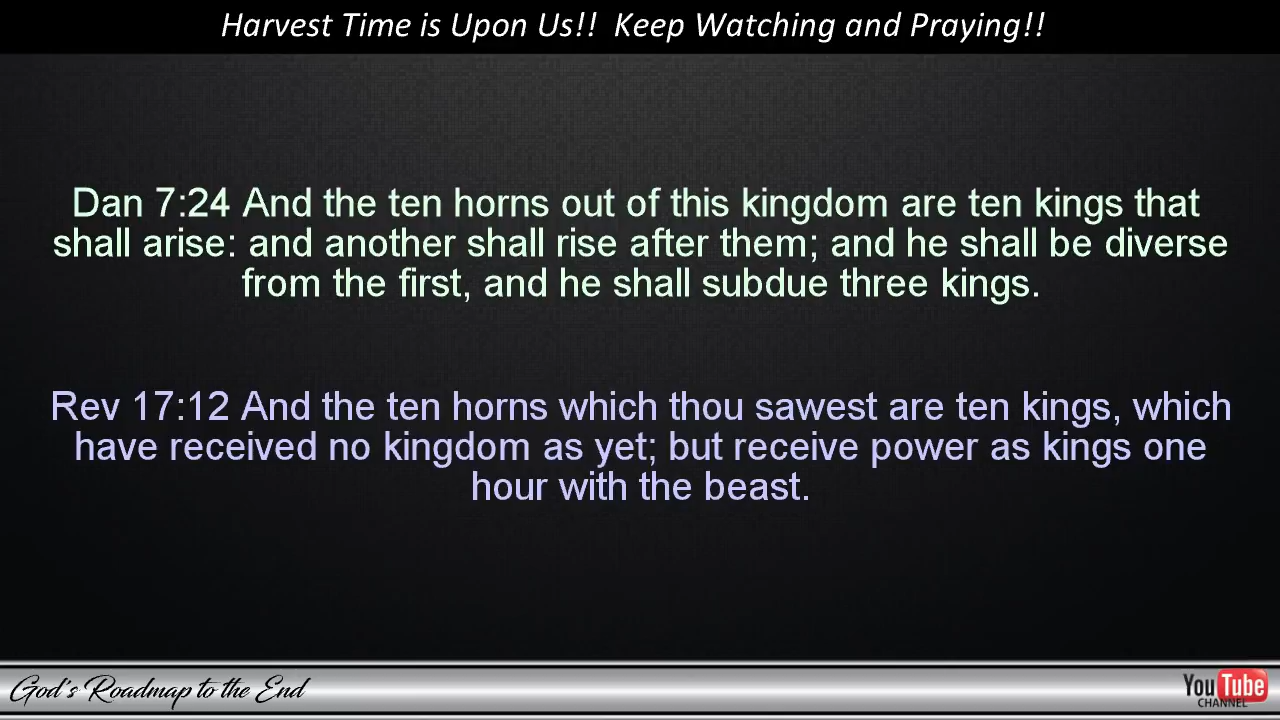 Harvest Time is Upon Us!!  Keep Watching and Praying!!
Dan 7:24 And the ten horns out of this kingdom are ten kings that
shall arise: and another shall rise after them; and he shall be diverse
from the first, and he shall subdue three kings.
Rev 17:12 And the ten horns which thou sawest are ten kings, which
have received no kingdom as yet; but receive power as kings one
hour with the beast.
God's Roadmap to the End
YouTube
CHANNEL